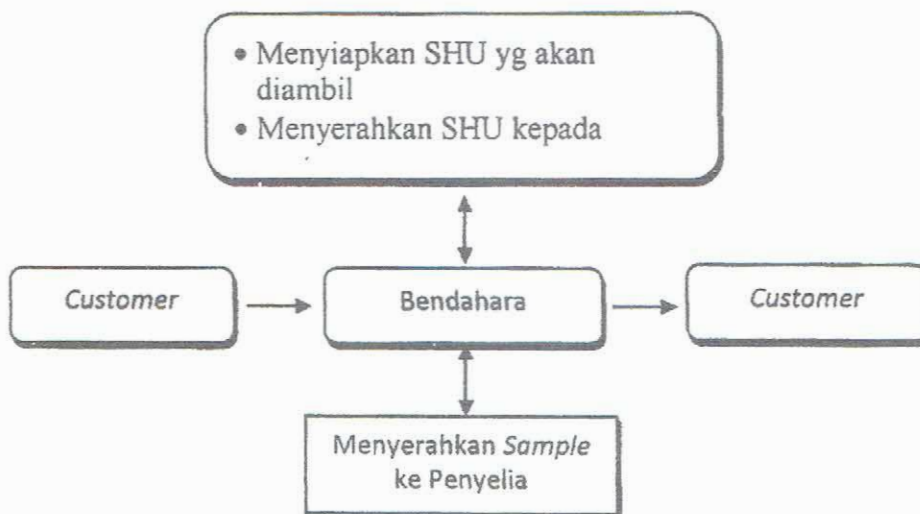 • Menyiapkan SHU yg akan
diambil
• Menyerahkan SHU kepada
Customer
Bendahara
Customer
Menyerahkan Sample
ke Penyelia